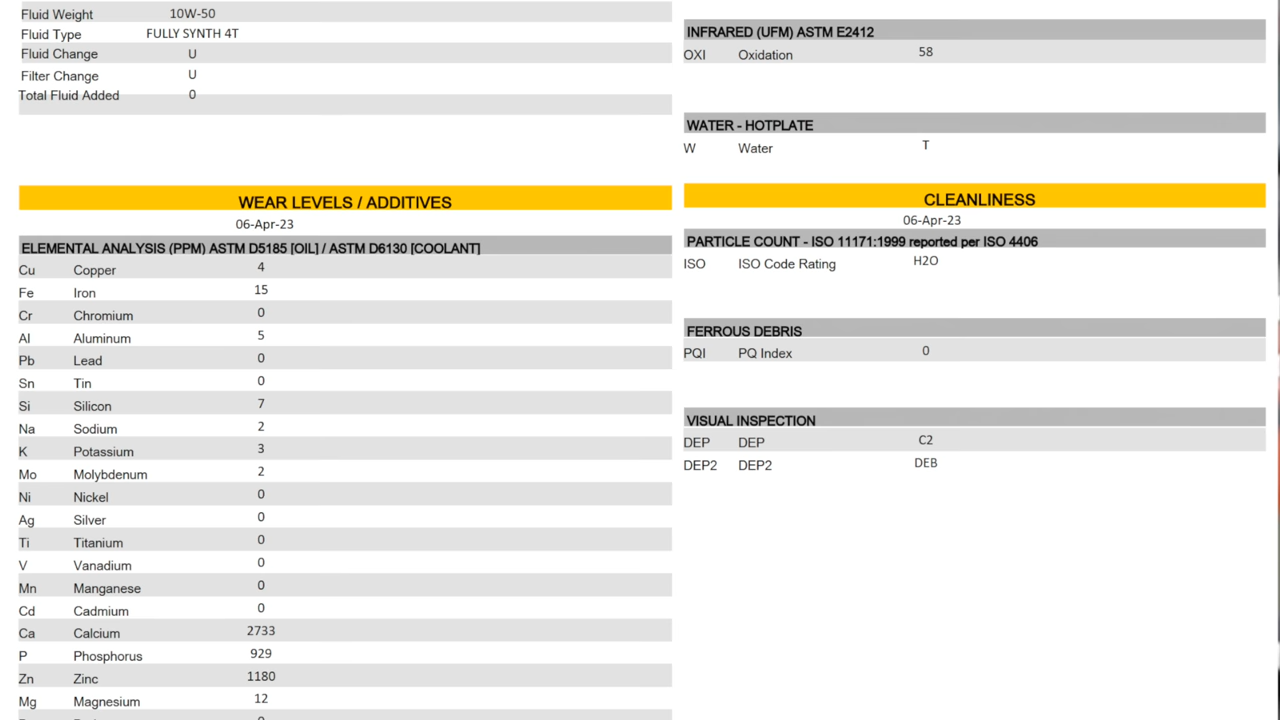 Fluid Weight 10W-50
Fluid Type FULLY SYNTH 4T
Fluid Change U
Filter Change U
Total Fluid Added 0
WEAR LEVELS / ADDITIVES
06-Apr-23
ELEMENTAL ANALYSIS (PPM) ASTM D5185 [OIL] / ASTM D6130 [COOLANT]
Cu Copper 4
Fe Iron 15
Cr Chromium 0
Al Aluminum 5
Pb Lead 0
Sn Tin 0
Si Silicon 7
Na Sodium 2
K Potassium 3
Mo Molybdenum 2
Ni Nickel 0
Ag Silver 0
Ti Titanium 0
V Vanadium 0
Mn Manganese 0
Cd Cadmium 0
Ca Calcium 2733
P Phosphorus 929
Zn Zinc 1180
Mg Magnesium 12
INFRARED (UFM) ASTM E2412
OXI Oxidation 58
WATER - HOTPLATE
W Water T
CLEANLINESS
06-Apr-23
PARTICLE COUNT - ISO 11171:1999 reported per ISO 4406
ISO ISO Code Rating H2O
FERROUS DEBRIS
PQI PQ Index 0
VISUAL INSPECTION
DEP DEP C2
DEP2 DEP2 DEB